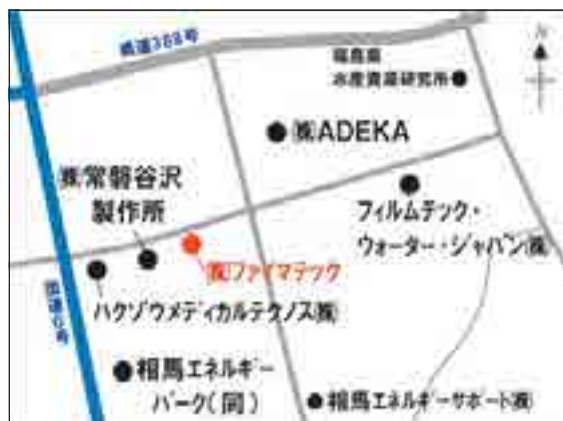 県道388号
N
福島県
水産資源研究所
㈱ADEKA
㈱常磐谷沢
製作所
フィルムテック・
ウォーター・ジャパン㈱
㈱ファイマテック
ハクゾウメディカルテクノス㈱
国道6号
相馬エネルギー
パーク(同)
相馬エネルギーサポート㈱